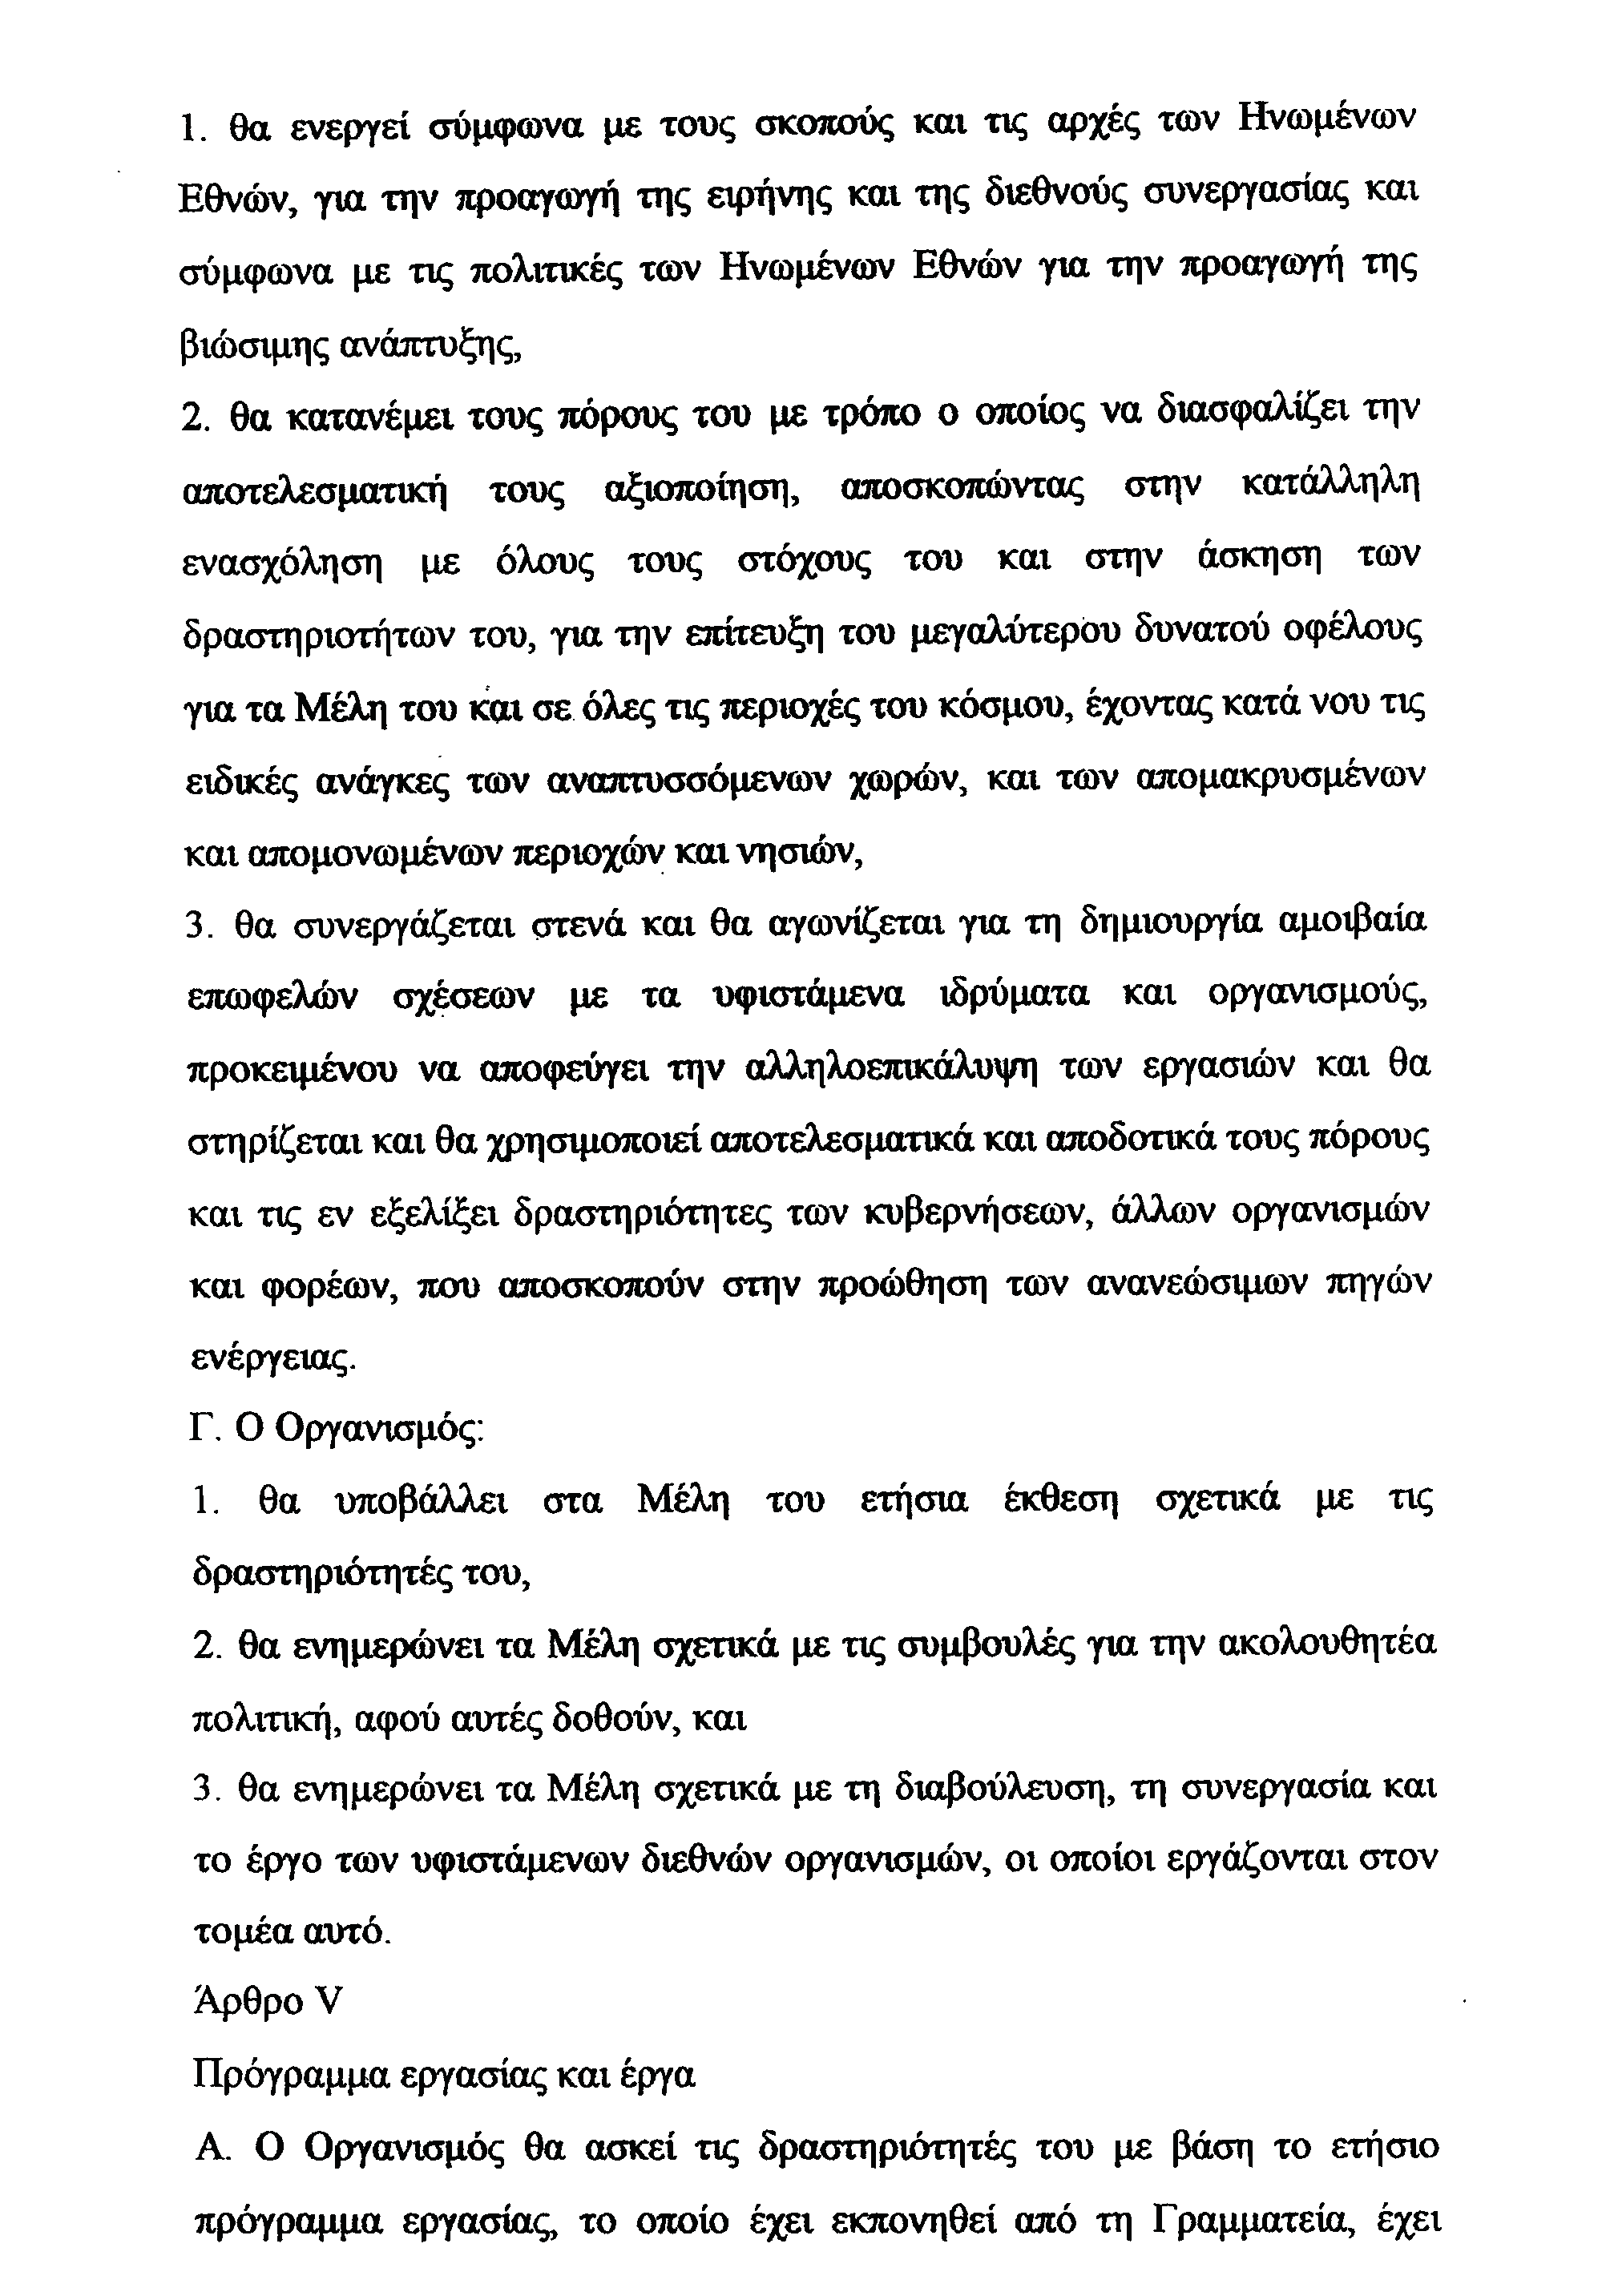 1. θα ενεργεί σύμφωνα με τους σκοπούς και τις αρχές των Ηνωμένων
Εθνών, για την προαγωγή της ειρήνης και της διεθνούς συνεργασίας και
σύμφωνα με τις πολιτικές των Ηνωμένων Εθνών για την προαγωγή της
βιώσιμης ανάπτυξης,
2. θα κατανέμει τους πόρους του με τρόπο ο οποίος να διασφαλίζει την
αποτελεσματική τους αξιοποίηση, αποσκοπώντας στην κατάλληλη
ενασχόληση με όλους τους στόχους του και στην άσκηση των
δραστηριοτήτων του, για την επίτευξη του μεγαλύτερου δυνατού οφέλους
για τα Μέλη του και σε όλες τις περιοχές του κόσμου, έχοντας κατά νου τις
ειδικές ανάγκες των αναπτυσσόμενων χωρών, και των απομακρυσμένων
και απομονωμένων περιοχών και νησιών,
3. θα συνεργάζεται στενά και θα αγωνίζεται για τη δημιουργία αμοιβαία
επωφελών σχέσεων με τα υφιστάμενα ιδρύματα και οργανισμούς,
προκειμένου να αποφεύγει την αλληλοεπικάλυψη των εργασιών και θα
στηρίζεται και θα χρησιμοποιεί αποτελεσματικά και αποδοτικά τους πόρους
και τις εν εξελίξει δραστηριότητες των κυβερνήσεων, άλλων οργανισμών
και φορέων, που αποσκοπούν στην προώθηση των ανανεώσιμων πηγών
ενέργειας.
Γ. Ο Οργανισμός:
1. θα υποβάλλει στα Μέλη του ετήσια έκθεση σχετικά με τις
δραστηριότητές του,
2. θα ενημερώνει τα Μέλη σχετικά με τις συμβουλές για την ακολουθητέα
πολιτική, αφού αυτές δοθούν, και
3. θα ενημερώνει τα Μέλη σχετικά με τη διαβούλευση, τη συνεργασία και
το έργο των υφιστάμενων διεθνών οργανισμών, οι οποίοι εργάζονται στον
τομέα αυτό.
Άρθρο V
Πρόγραμμα εργασίας και έργα
Α. Ο Οργανισμός θα ασκεί τις δραστηριότητές του με βάση το ετήσιο
πρόγραμμα εργασίας, το οποίο έχει εκπονηθεί από τη Γραμματεία, έχει